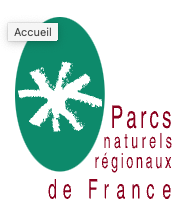 Accueil
Parcs
naturels
régionaux
de France